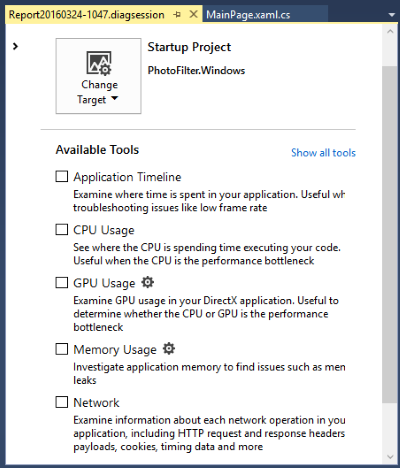 Report20160324-1047.diagsession MainPage.xaml.cs
Change
Target
Startup Project
PhotoFilter.Windows
Available Tools Show all tools
Application Timeline
Examine where time is spent in your application. Useful wh
troubleshooting issues like low frame rate
CPU Usage
See where the CPU is spending time executing your code.
Useful when the CPU is the performance bottleneck
GPU Usage
Examine GPU usage in your DirectX application. Useful to
determine whether the CPU or GPU is the performance
bottleneck
Memory Usage
Investigate application memory to find issues such as mem
leaks
Network
Examine information about each network operation in you
application, including HTTP request and response headers
payloads, cookies, timing data and more